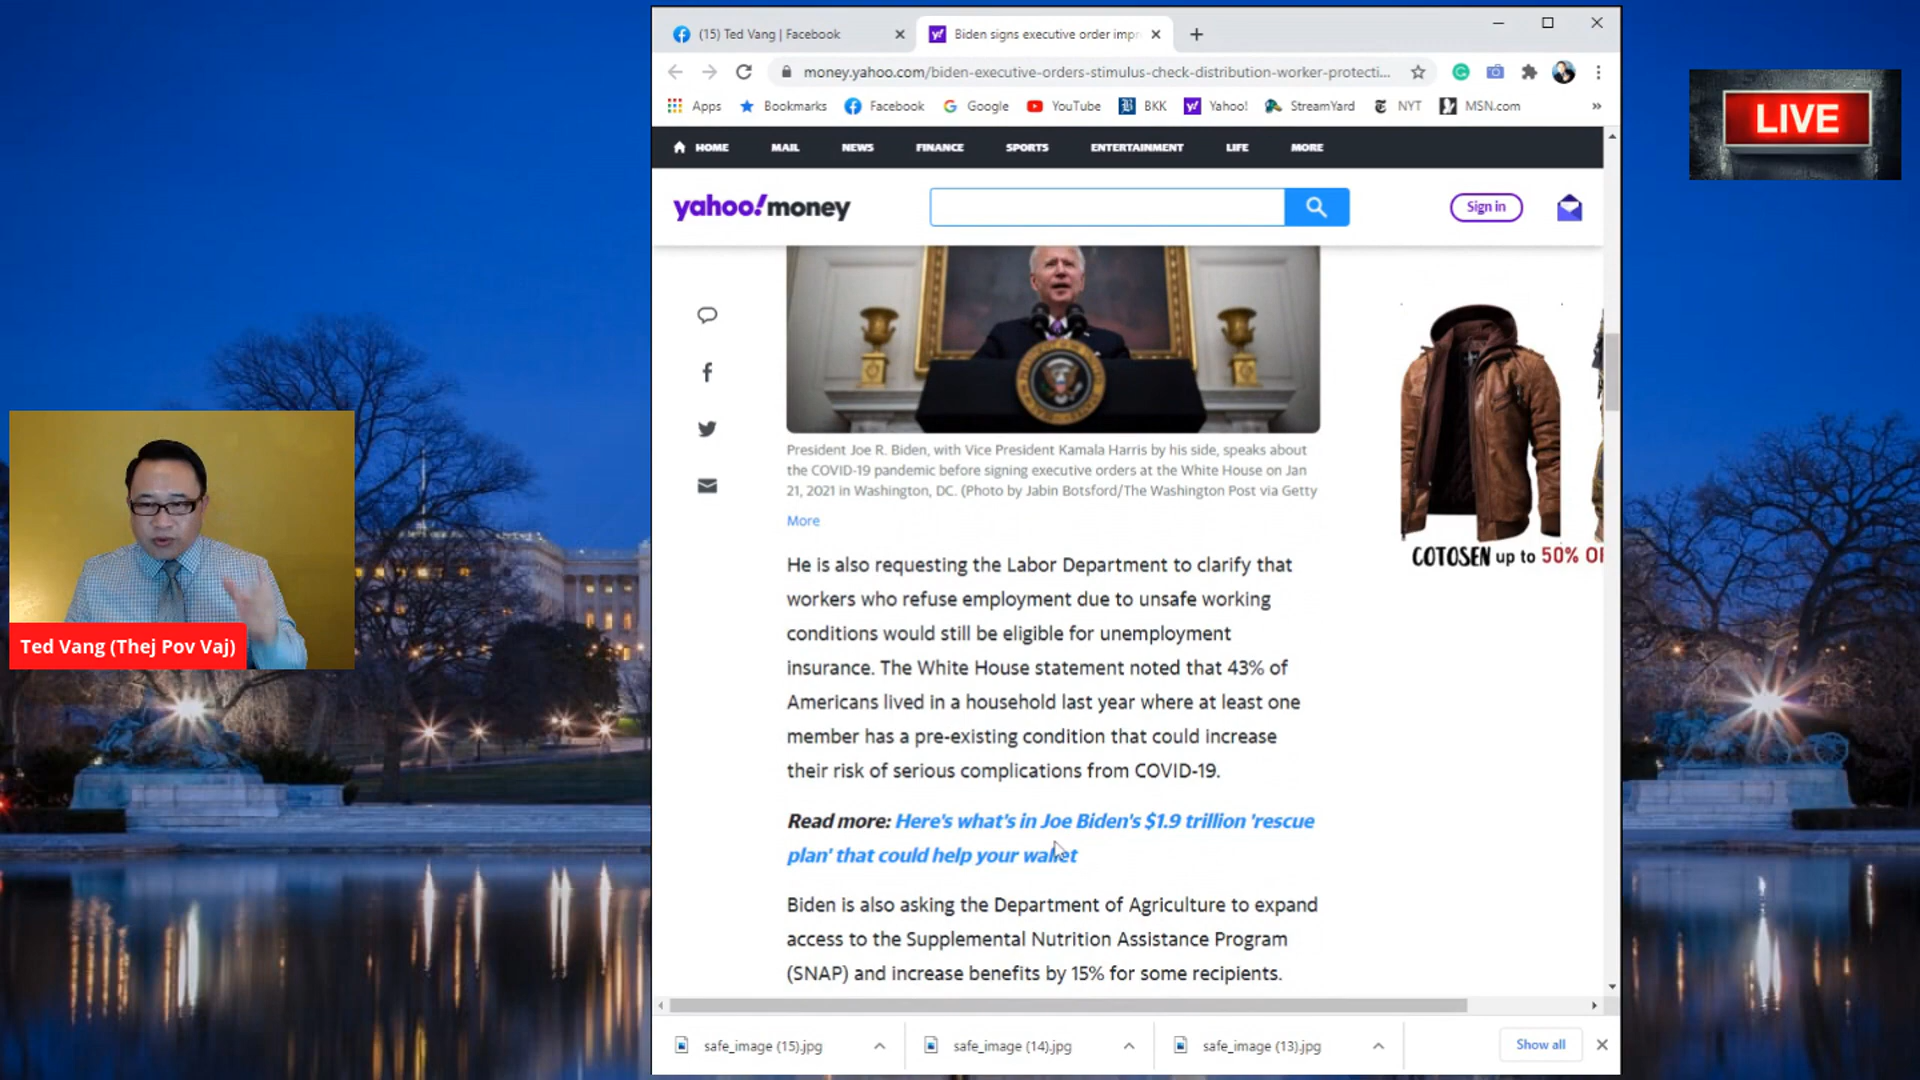 (15) Ted Vang | Facebook
Biden signs executive order impr
money.yahoo.com/biden-executive-orders-stimulus-check-distribution-worker-protecti...
Apps
Bookmarks
Facebook
Google
YouTube
BKK
Yahoo!
StreamYard
NYT
MSN.com
»
HOME
MAIL
NEWS
FINANCE
SPORTS
ENTERTAINMENT
LIFE
MORE
yahoo!money
Sign in
LIVE
President Joe R. Biden, with Vice President Kamala Harris by his side, speaks about
the COVID-19 pandemic before signing executive orders at the White House on Jan
21, 2021 in Washington, DC. (Photo by Jabin Botsford/The Washington Post via Getty
More
COTOSEN up to 50% OF
He is also requesting the Labor Department to clarify that
workers who refuse employment due to unsafe working
conditions would still be eligible for unemployment
insurance. The White House statement noted that 43% of
Americans lived in a household last year where at least one
member has a pre-existing condition that could increase
their risk of serious complications from COVID-19.
Ted Vang (Thej Pov Vaj)
Read more: Here's what's in Joe Biden's $1.9 trillion 'rescue
plan' that could help your wallet
Biden is also asking the Department of Agriculture to expand
access to the Supplemental Nutrition Assistance Program
(SNAP) and increase benefits by 15% for some recipients.
safe_image (15).jpg
safe_image (14).jpg
safe_image (13).jpg
Show all